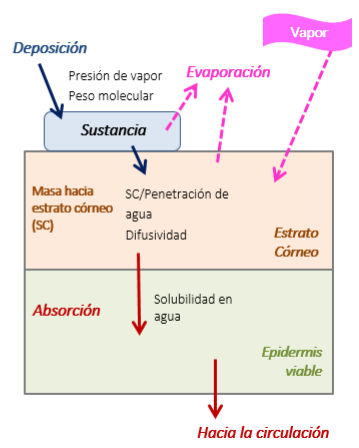 Vapor
Deposición
Presión de vapor
Peso molecular
Evaporación
Sustancia
Masa hacia
estrato córneo
(SC)
SC/Penetración de
agua
Difusividad
Estrato
Córneo
Absorción
Solubilidad en
agua
Epidermis
viable
Hacia la circulación